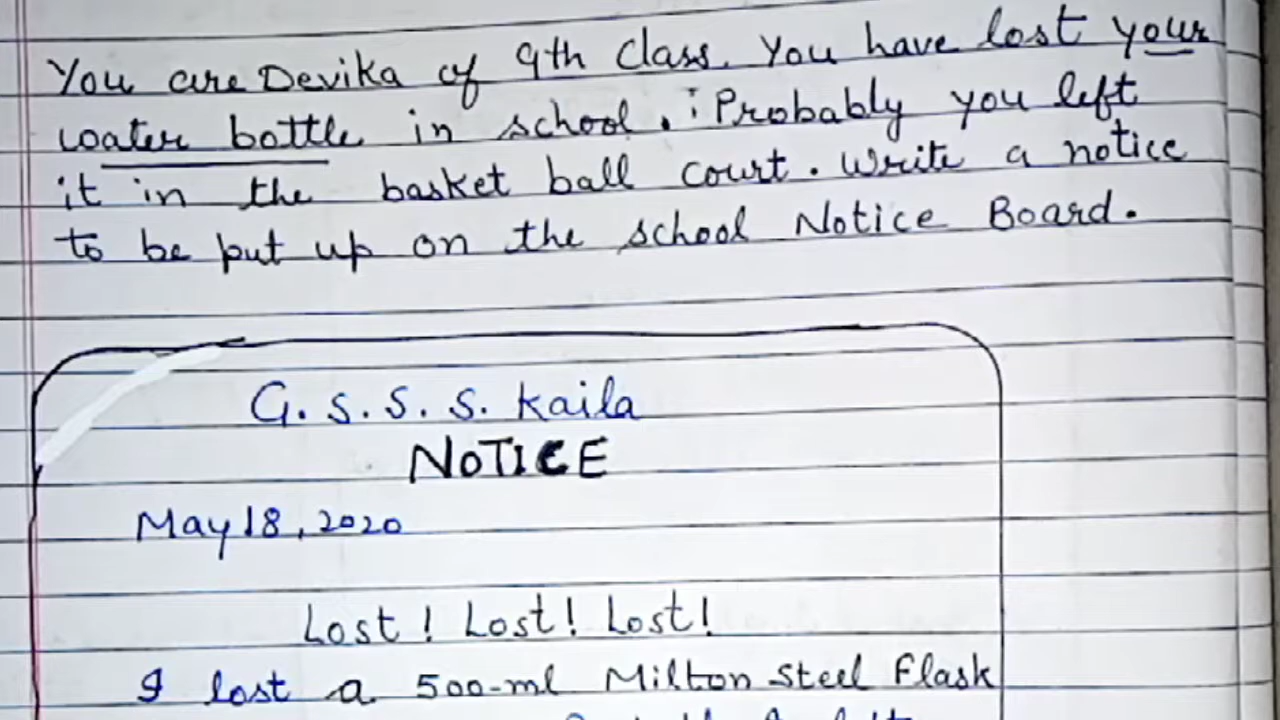 You are Devika of 9th Class. You have lost your
water bottle in school. Probably you left
it in the basket ball court. Write a notice
to be put up on the school Notice Board.
G. S. S. S. Kaila
NOTICE
May 18, 2020
Lost! Lost! Lost!
I lost a 500-ml Milton Steel Flask